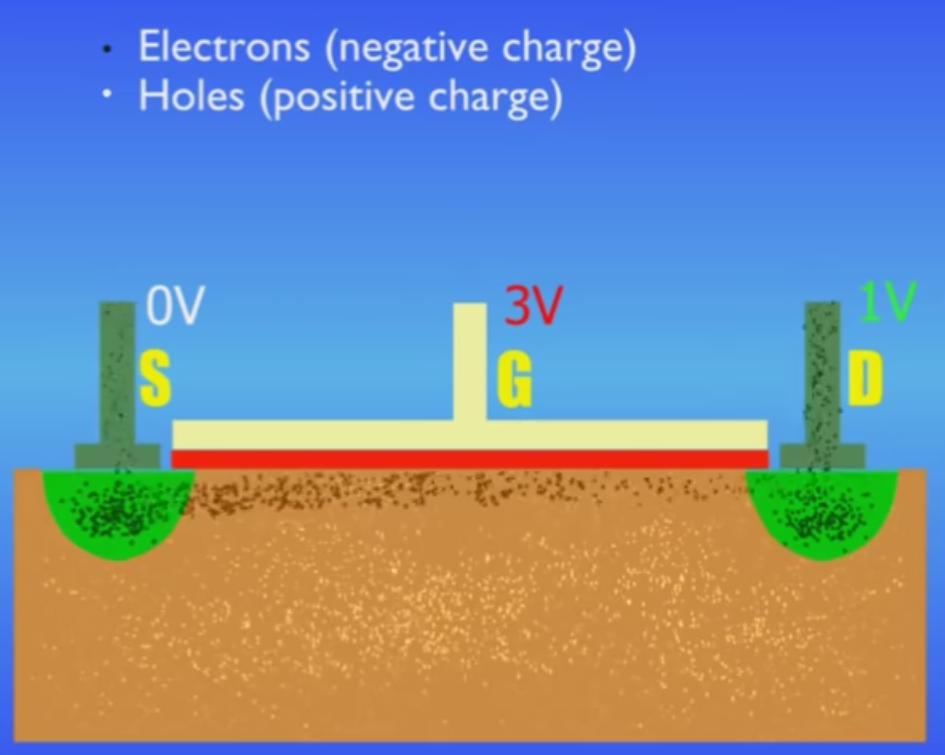 Electrons (negative charge)
Holes (positive charge)
0V
3V
1V
S
G
D